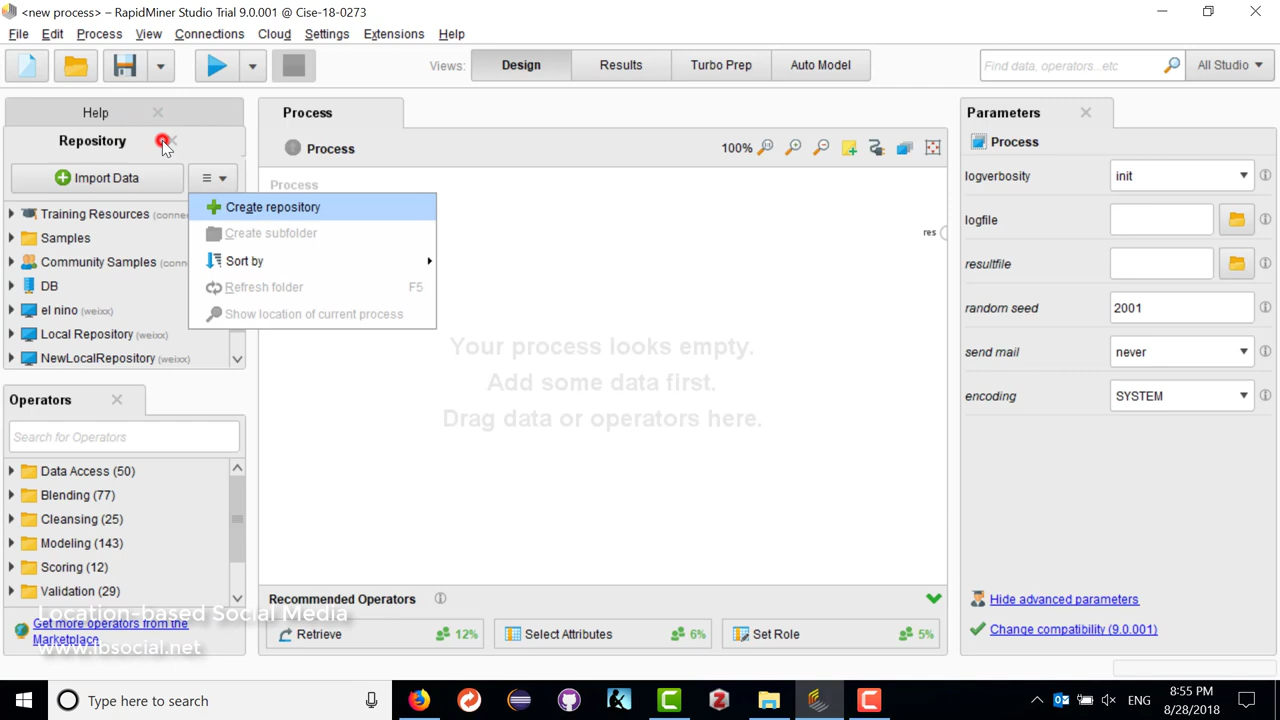 <new process> – RapidMiner Studio Trial 9.0.001 @ Cise-18-0273
File Edit Process View Connections Cloud Settings Extensions Help
Views: Design Results Turbo Prep Auto Model
Find data, operators...etc
All Studio
Help
Repository
Import Data
Training Resources
Samples
Community Samples
DB
el nino (weixx)
Local Repository (weixx)
NewLocalRepository (weixx)
Create repository
Create subfolder
Sort by
Refresh folder F5
Show location of current process
Operators
Search for Operators
Data Access (50)
Blending (77)
Cleansing (25)
Modeling (143)
Scoring (12)
Validation (29)
Get more operators from the
Marketplace
Location-based Social Media
www.lbsocial.net
Process
Process
100%
Process
res
Your process looks empty.
Add some data first.
Drag data or operators here.
Recommended Operators
Retrieve 12%
Select Attributes 6%
Set Role 5%
Parameters
Process
logverbosity init
logfile
resultfile
random seed 2001
send mail never
encoding SYSTEM
Hide advanced parameters
Change compatibility (9.0.001)
Type here to search
ENG
8:55 PM
8/28/2018